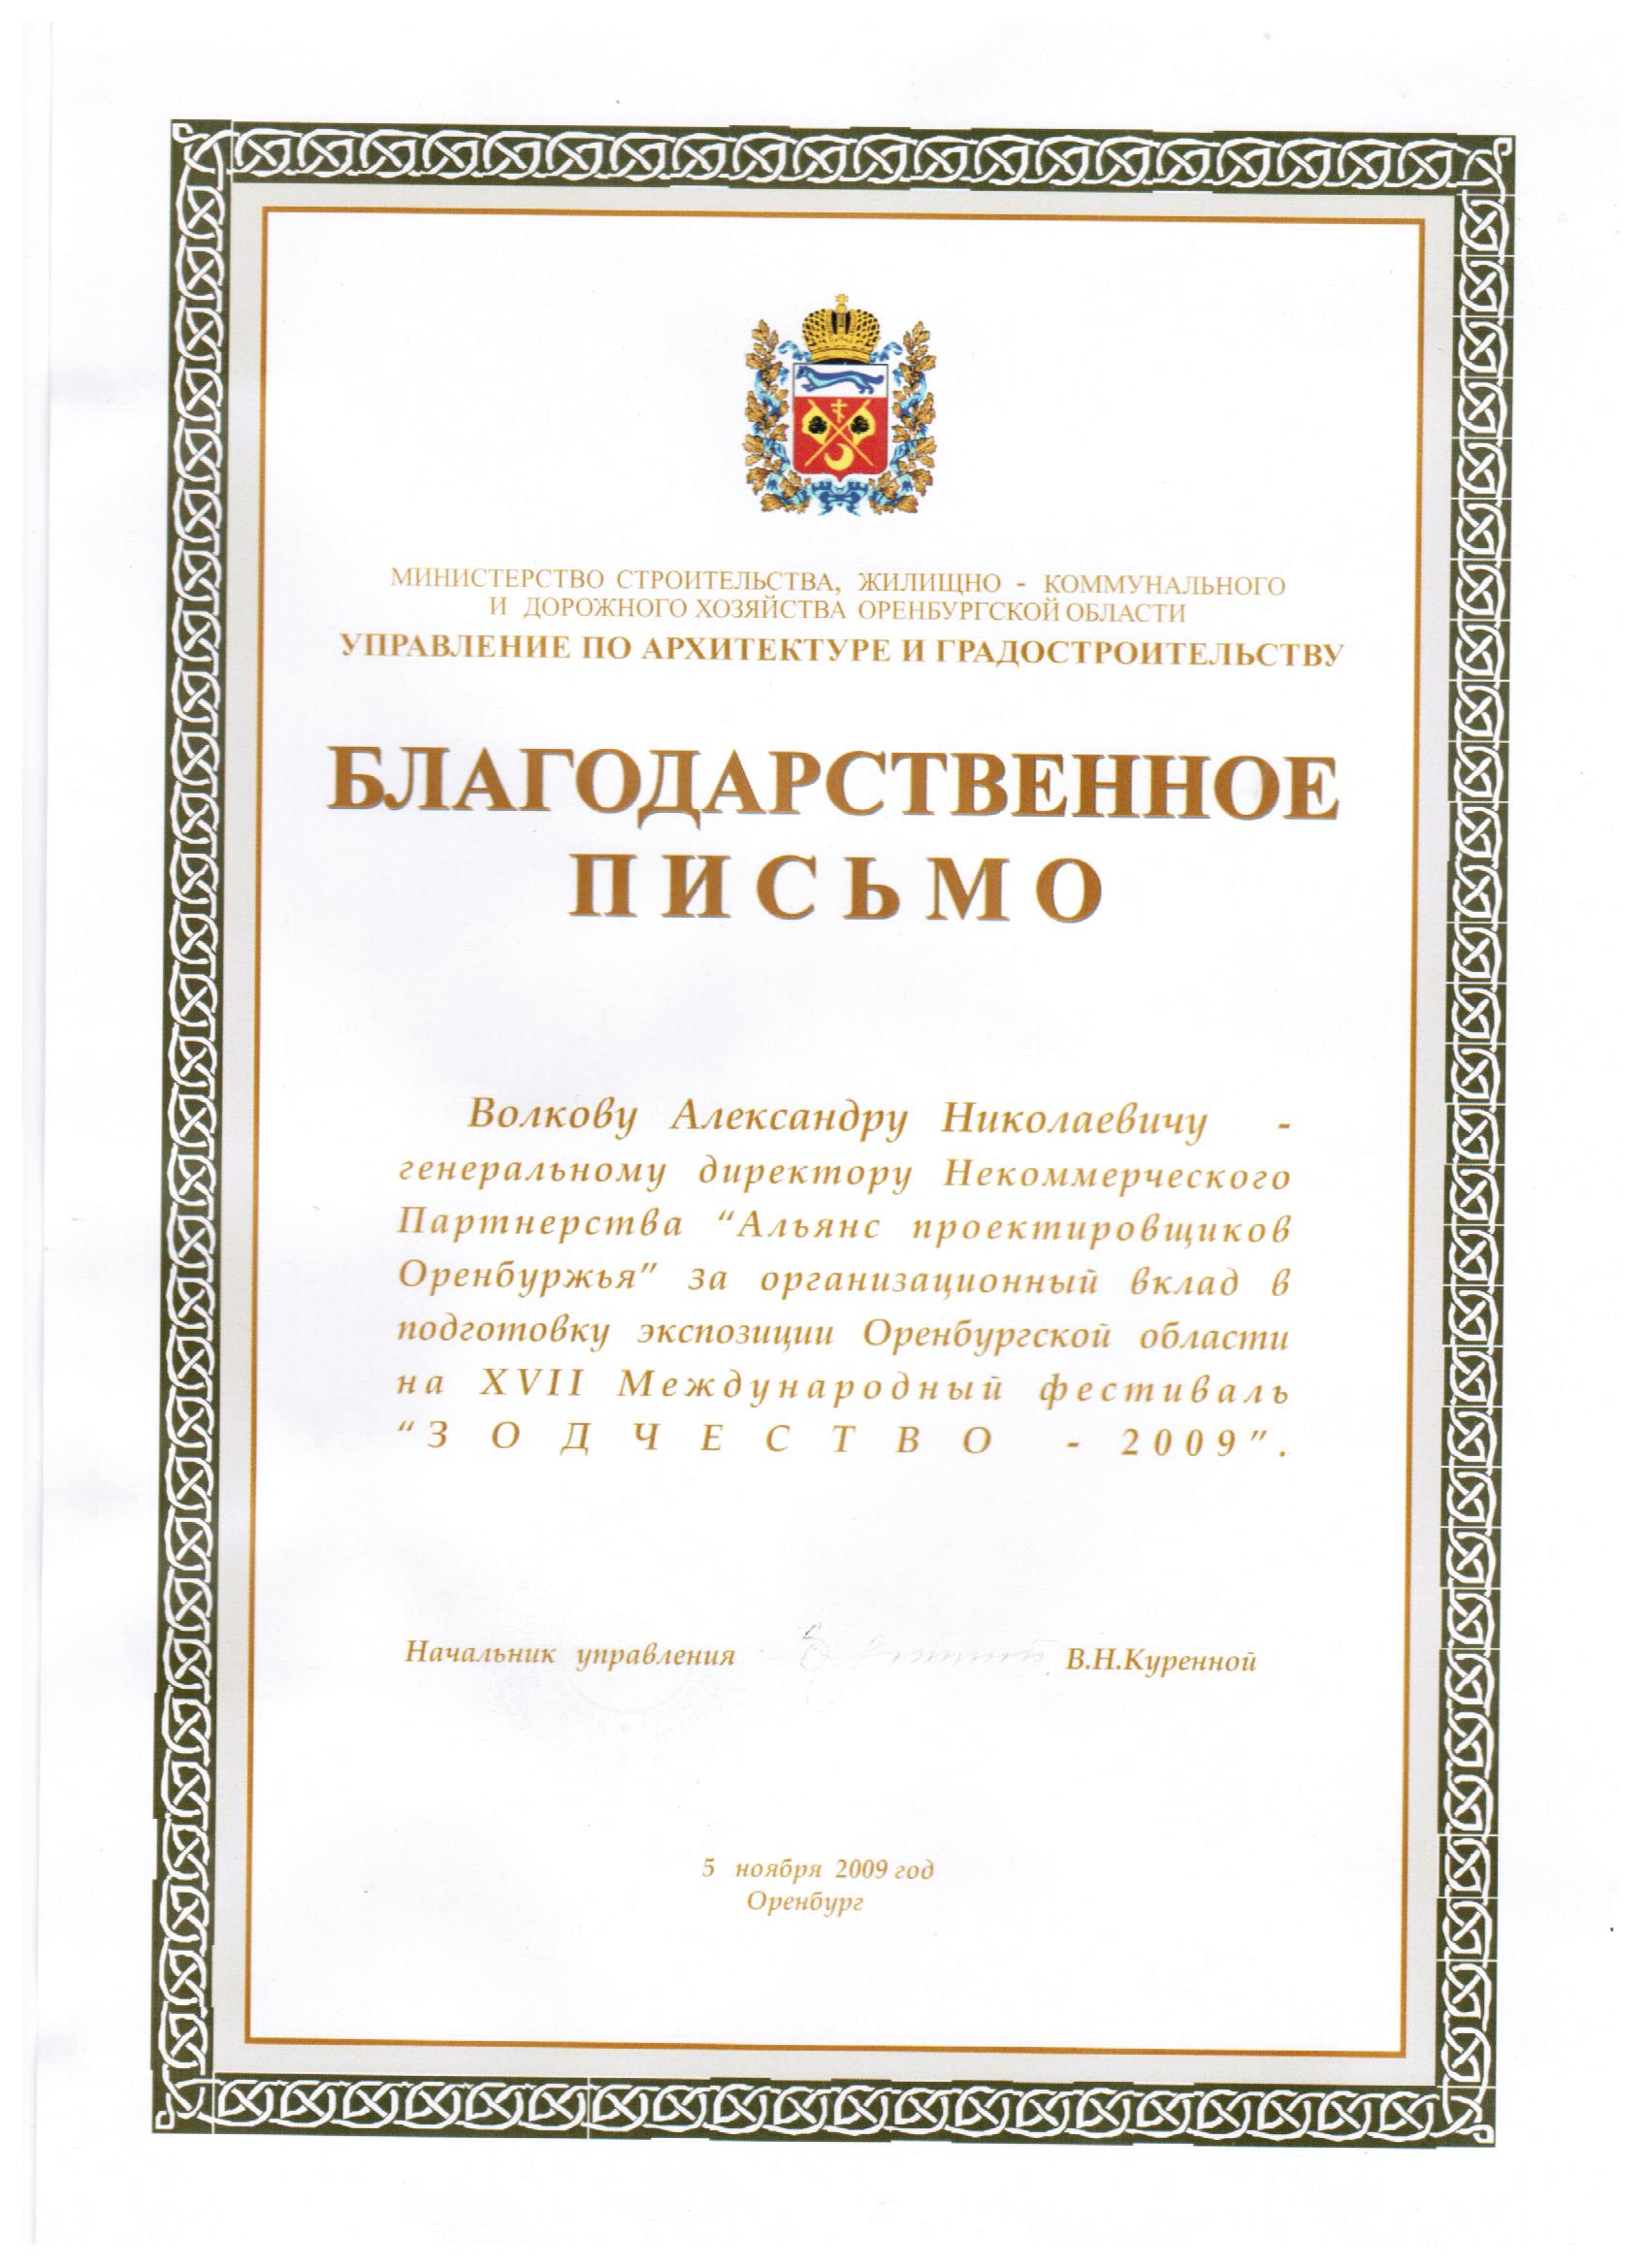 МИНИСТЕРСТВО СТРОИТЕЛЬСТВА, ЖИЛИЩНО - КОММУНАЛЬНОГО
И ДОРОЖНОГО ХОЗЯЙСТВА ОРЕНБУРГСКОЙ ОБЛАСТИ
УПРАВЛЕНИЕ ПО АРХИТЕКТУРЕ И ГРАДОСТРОИТЕЛЬСТВУ
БЛАГОДАРСТВЕННОЕ
ПИСЬМО
Волкову Александру Николаевичу -
генеральному директору Некоммерческого
Партнерства “Альянс проектировщиков
Оренбуржья” за организационный вклад в
подготовку экспозиции Оренбургской области
на XVII Международный фестиваль
“ЗОДЧЕСТВО - 2009”.
Начальник управления В.Н.Куренной
5 ноября 2009 год
Оренбург